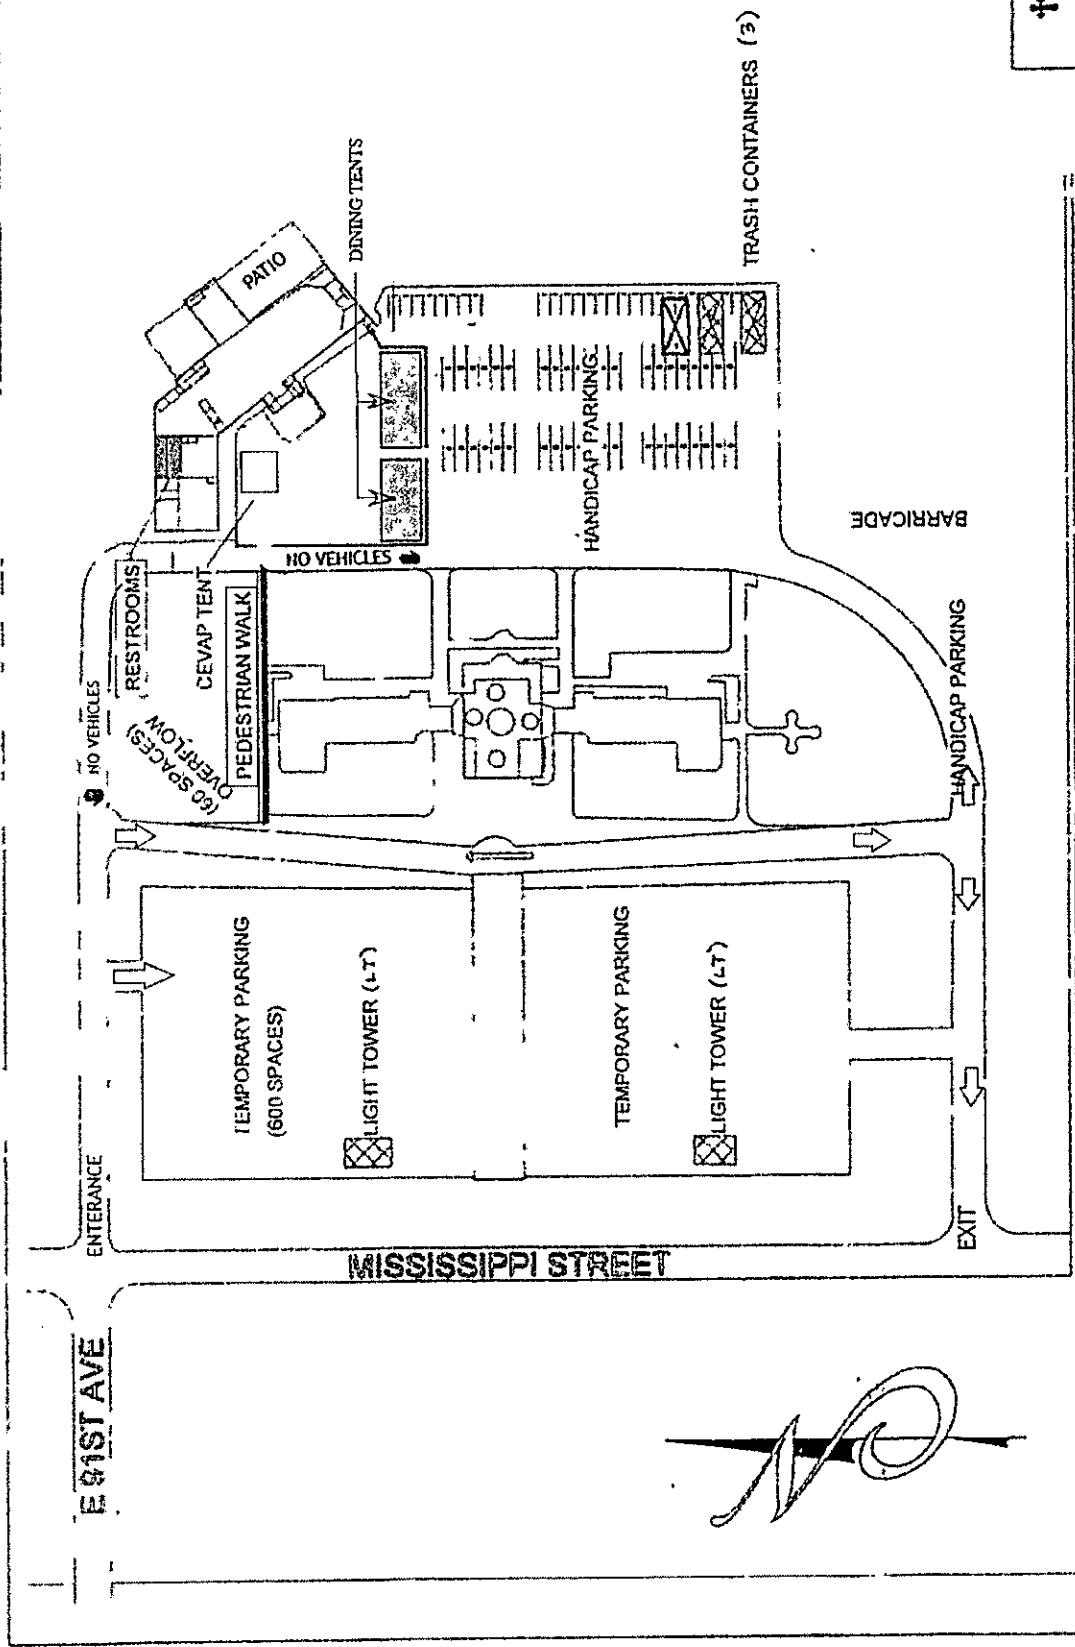 E 91ST AVE
ENTERANCE
NO VEHICLES
(60 SPACES)
OVERFLOW
RESTROOMS
CEVAP TENT
PEDESTRIAN WALK
NO VEHICLES
PATIO
DINING TENTS
HANDICAP PARKING
TRASH CONTAINERS (3)
TEMPORARY PARKING
(600 SPACES)
LIGHT TOWER (LT)
TEMPORARY PARKING
LIGHT TOWER (LT)
MISSISSIPPI STREET
BARRICADE
HANDICAP PARKING
EXIT
N